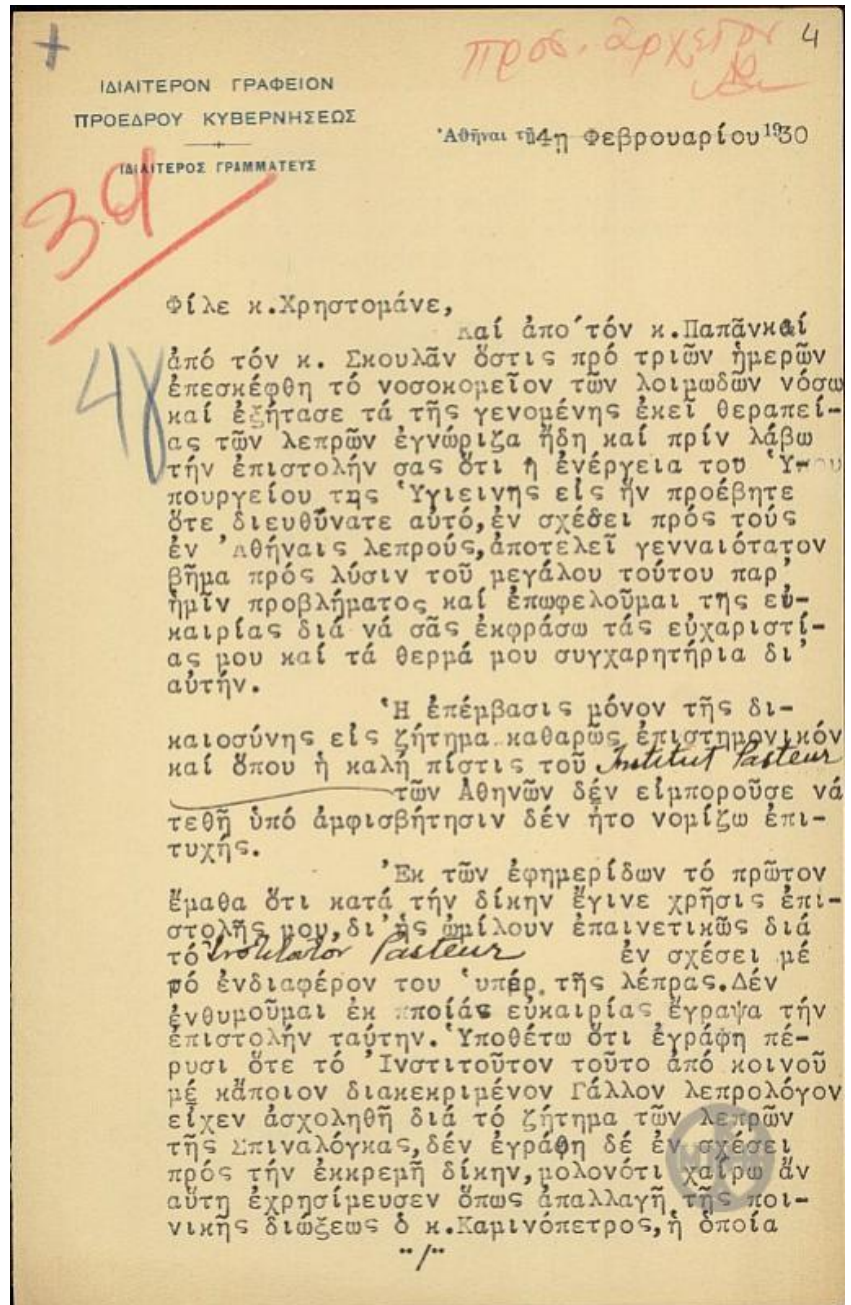 4
προς. αρχείον
ΙΔΙΑΙΤΕΡΟΝ ΓΡΑΦΕΙΟΝ
ΠΡΟΕΔΡΟΥ ΚΥΒΕΡΝΗΣΕΩΣ
ΙΔΙΑΙΤΕΡΟΣ ΓΡΑΜΜΑΤΕΥΣ
Ἀθῆναι τῇ 4η Φεβρουαρίου 1930
39
Φίλε κ.Χρηστομάνε,
Καί ἀπό τόν κ.Παπᾶν καί
ἀπό τόν κ. Σκουλᾶν ὅστις πρό τριῶν ἡμερῶν
ἐπεσκέφθη τό νοσοκομεῖον τῶν λοιμωδῶν νόσω
καί ἐξήτασε τά τῆς γενομένης ἐκεῖ θεραπεί-
ας τῶν λεπρῶν ἐγνώριζα ἤδη καί πρίν λάβω
τήν ἐπιστολήν σας ὅτι ἡ ἐνέργεια τοῦ Ὑπου
πουργείου της Ὑγιεινης εἰς ἥν προέβητε
ὅτε διευθύνατε αὐτό,ἐν σχέσει πρός τούς
ἐν Ἀθήναις λεπρούς,ἀποτελεῖ γενναιότατον
βῆμα πρός λύσιν τοῦ μεγάλου τούτου παρ'
ἡμῖν προβλήματος καί ἐπωφελοῦμαι της εὐ-
καιρίας διά νά σᾶς ἐκφράσω τάς εὐχαριστί-
ας μου καί τά θερμά μου συγχαρητήρια δι'
αὐτήν.
Ἡ ἐπέμβασις μόνον τῆς δι-
καιοσύνης εἰς ζήτημα καθαρῶς ἐπιστημονικόν
καί ὅπου ἡ καλή πίστις τοῦ Institut Pasteur
τῶν Ἀθηνῶν δέν εἰμποροῦσε νά
τεθῇ ὑπό ἀμφισβήτησιν δέν ἦτο νομίζω ἐπι-
τυχής.
Ἐκ τῶν ἐφημερίδων τό πρῶτον
ἔμαθα ὅτι κατά τήν δίκην ἔγινε χρῆσις ἐπι-
στολῆς μου,δι'ἧς ὡμίλουν ἐπαινετικῶς διά
τό Pasteur ἐν σχέσει μέ
τό ἐνδιαφέρον του ὑπέρ τῆς λέπρας.Δέν
ἐνθυμοῦμαι ἐκ ποίας εὐκαιρίας ἔγραψα τήν
ἐπιστολήν ταύτην.Ὑποθέτω ὅτι ἐγράφη πέ-
ρυσι ὅτε τό Ἰνστιτοῦτον τοῦτο ἀπό κοινοῦ
μέ κἄποιον διακεκριμένον Γάλλον λεπρολόγον
εἶχεν ἀσχοληθῆ διά τό ζήτημα τῶν λεπρῶν
τῆς Σπιναλόγκας,δέν ἐγράφη δέ ἐν σχέσει
πρός τήν ἐκκρεμῆ δίκην,μολονότι χαίρω ἄν
αὕτη ἐχρησίμευσεν ὅπως ἀπαλλαγῆ τῆς ποι-
νικῆς διώξεως ὁ κ.Καμινόπετρος,ἡ ὁποία
../..